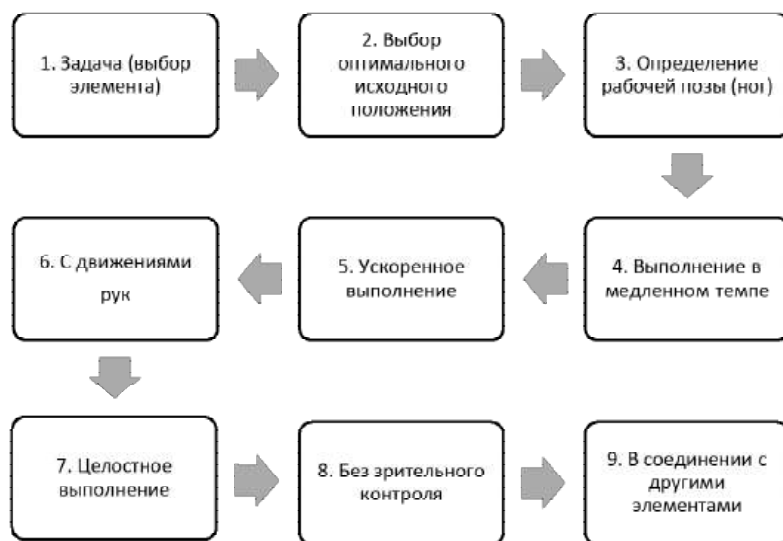 1. Задача (выбор
элемента)
2. Выбор
оптимального
исходного
положения
3. Определение
рабочей позы (ног)
4. Выполнение в
медленном темпе
5. Ускоренное
выполнение
6. С движениями
рук
7. Целостное
выполнение
8. Без зрительного
контроля
9. В соединении с
другими
элементами